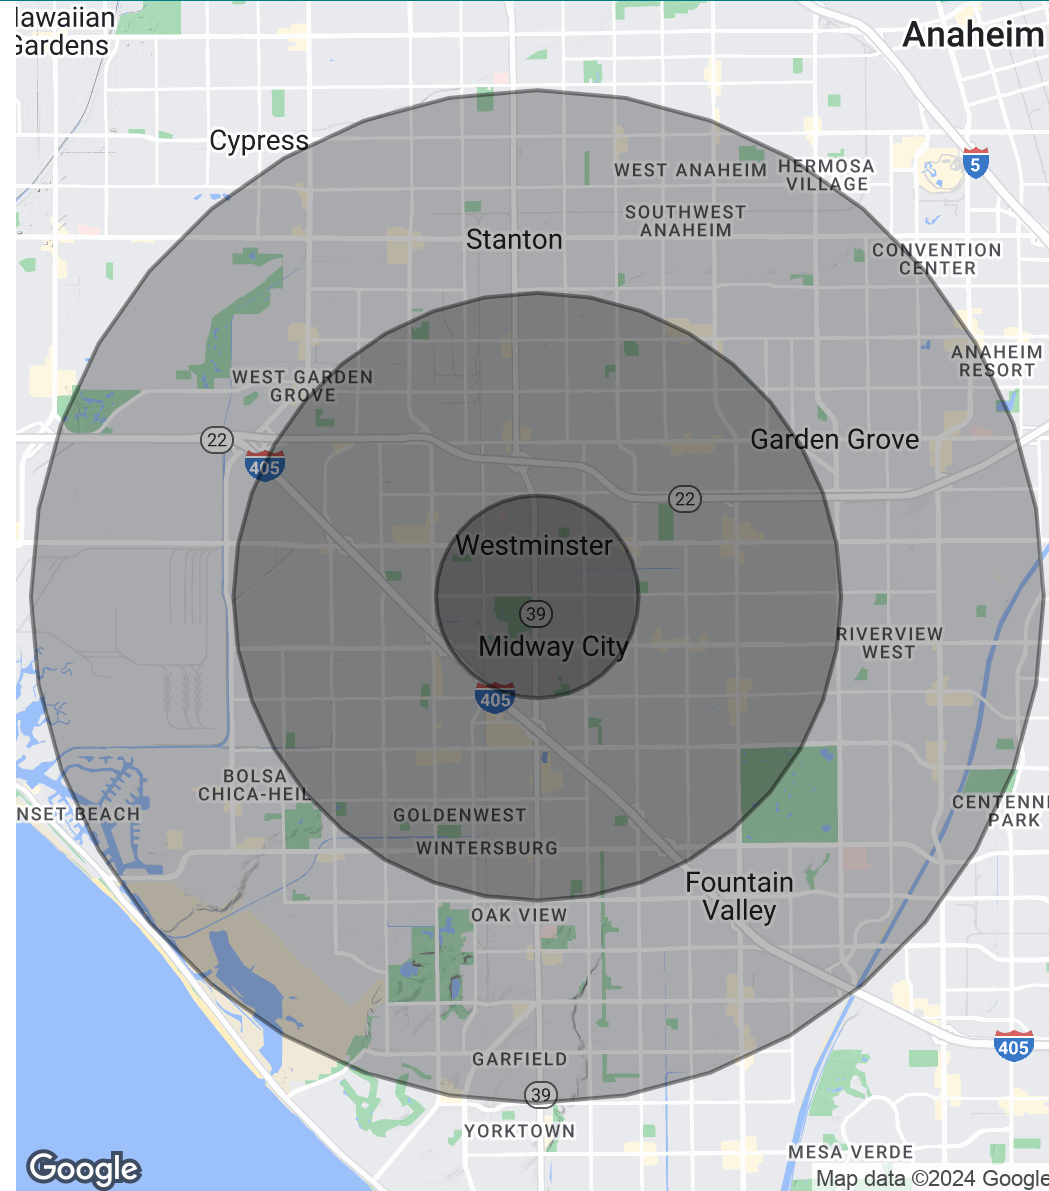 Hawaiian
Gardens
Anaheim
Cypress
5
WEST ANAHEIM
HERMOSA
VILLAGE
SOUTHWEST
ANAHEIM
Stanton
CONVENTION
CENTER
ANAHEIM
RESORT
WEST GARDEN
GROVE
22
Garden Grove
405
22
Westminster
39
Midway City
RIVERVIEW
WEST
405
BOLSA
CHICA-HEIL
NSET BEACH
GOLDENWEST
CENTENNI
PARK
WINTERSBURG
Fountain
Valley
OAK VIEW
405
GARFIELD
39
YORKTOWN
MESA VERDE
Google
Map data ©2024 Google